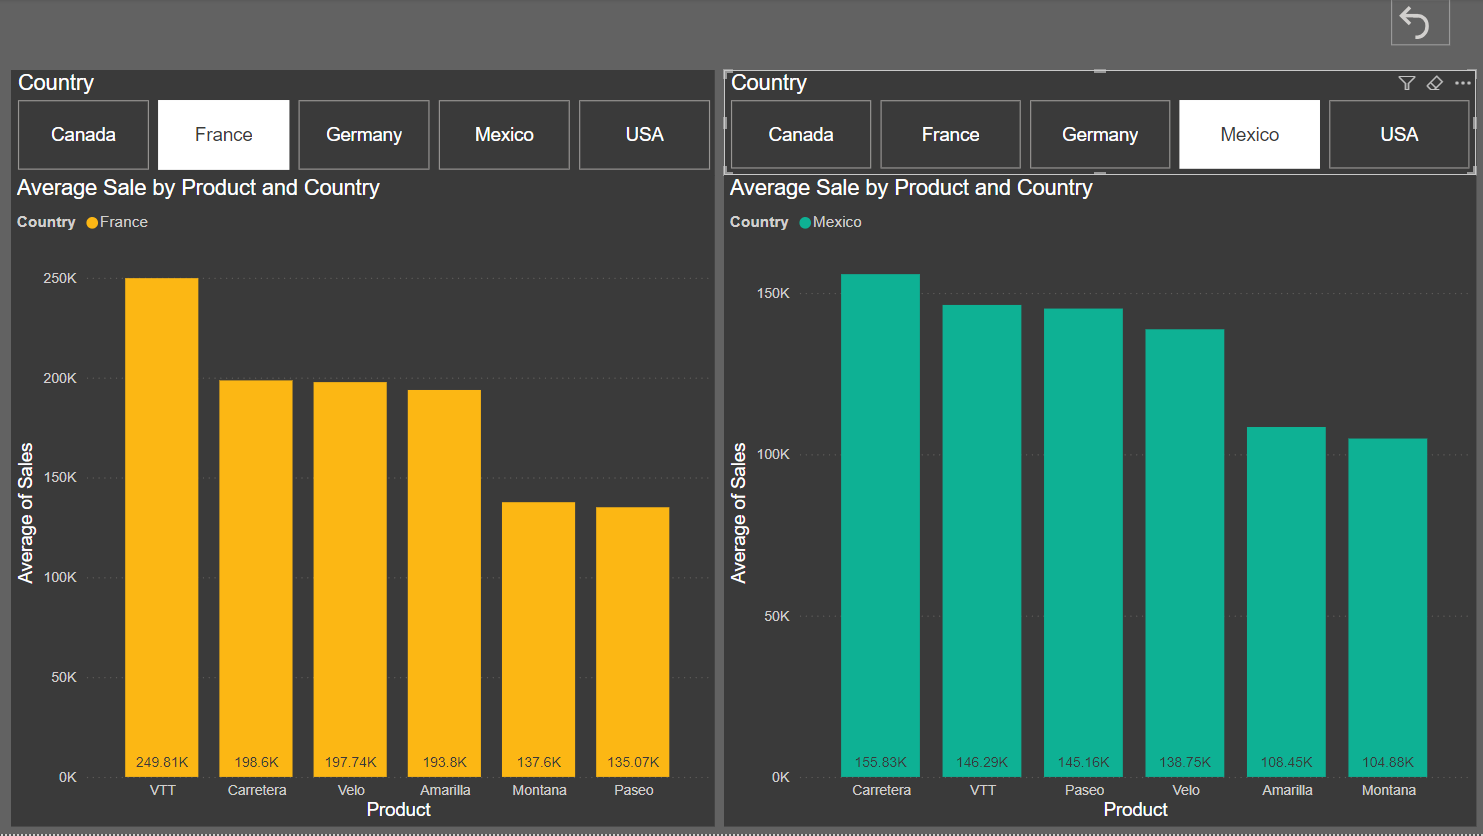 Country
Canada France Germany Mexico USA
Average Sale by Product and Country
Country France
250K
200K
150K
100K
50K
0K
Average of Sales
249.81K 198.6K 197.74K 193.8K 137.6K 135.07K
VTT Carretera Velo Amarilla Montana Paseo
Product
Country
Canada France Germany Mexico USA
Average Sale by Product and Country
Country Mexico
150K
100K
50K
0K
Average of Sales
155.83K 146.29K 145.16K 138.75K 108.45K 104.88K
Carretera VTT Paseo Velo Amarilla Montana
Product